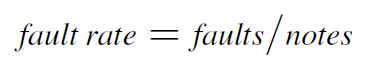 fault rate = faults/notes